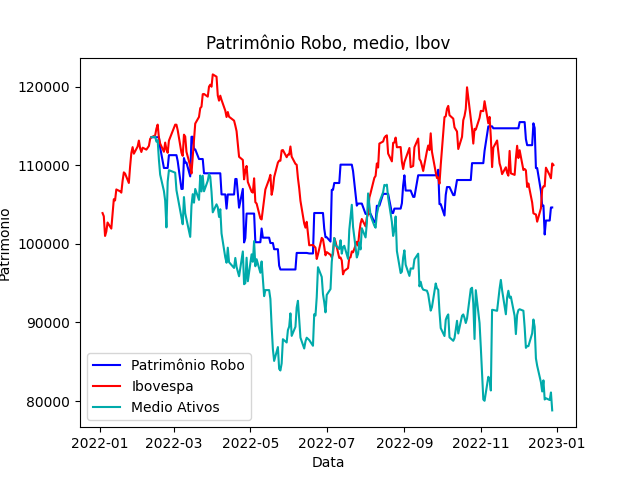 Patrimônio Robo, medio, Ibov
Patrimonio
120000
110000
100000
90000
80000
Patrimônio Robo
Ibovespa
Medio Ativos
2022-01
2022-03
2022-05
2022-07
2022-09
2022-11
2023-01
Data